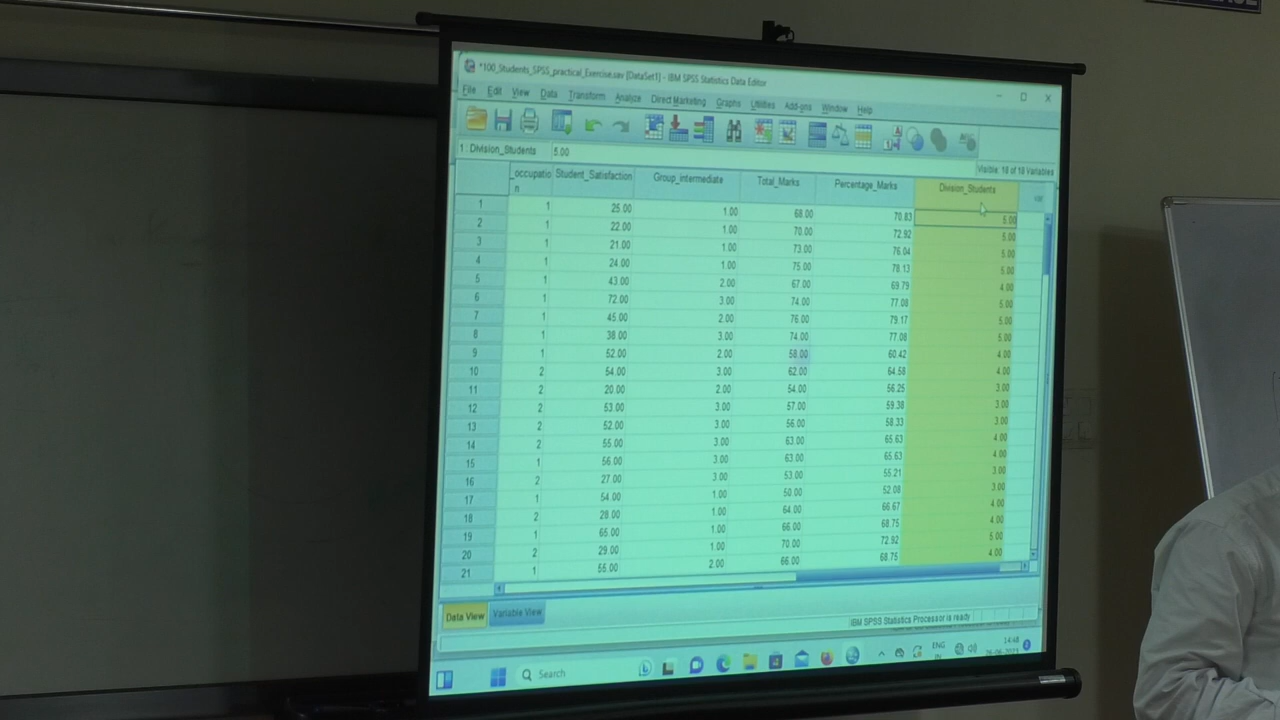 *100_Students_SPSS_practical_Exercise.sav [DataSet1] - IBM SPSS Statistics Data Editor
File Edit View Data Transform Analyze Direct Marketing Graphs Utilities Add-ons Window Help
1 : Division_Students 5.00
Visible: 18 of 18 Variables
_occupatio n Student_Satisfaction Group_intermediate Total_Marks Percentage_Marks Division_Students var
1 1 25.00 1.00 68.00 70.83 5.00
2 1 22.00 1.00 70.00 72.92 5.00
3 1 21.00 1.00 73.00 76.04 5.00
4 1 24.00 1.00 75.00 78.13 5.00
5 1 43.00 2.00 67.00 69.79 4.00
6 1 72.00 3.00 74.00 77.08 5.00
7 1 45.00 2.00 76.00 79.17 5.00
8 1 38.00 3.00 74.00 77.08 5.00
9 1 52.00 2.00 58.00 60.42 4.00
10 2 54.00 3.00 62.00 64.58 4.00
11 2 20.00 2.00 54.00 56.25 3.00
12 2 53.00 3.00 57.00 59.38 3.00
13 2 52.00 3.00 56.00 58.33 3.00
14 2 55.00 3.00 63.00 65.63 4.00
15 1 56.00 3.00 63.00 65.63 4.00
16 2 27.00 3.00 53.00 55.21 3.00
17 1 54.00 1.00 50.00 52.08 3.00
18 2 28.00 1.00 64.00 66.67 4.00
19 1 65.00 1.00 66.00 68.75 4.00
20 2 29.00 1.00 70.00 72.92 5.00
21 1 55.00 2.00 66.00 68.75 4.00
Data View Variable View
IBM SPSS Statistics Processor is ready
Search
ENG
IN
14:48
26-06-2023